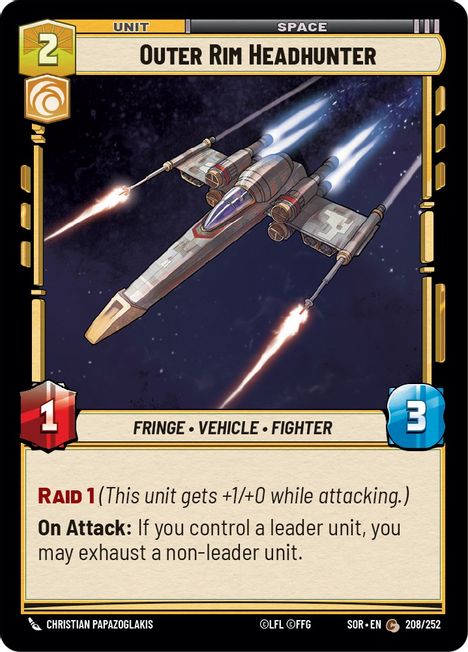 UNIT SPACE
2 OUTER RIM HEADHUNTER
1 3
FRINGE • VEHICLE • FIGHTER
RAID 1 (This unit gets +1/+0 while attacking.)
On Attack: If you control a leader unit, you
may exhaust a non-leader unit.
CHRISTIAN PAPAZOGLAKIS ©LFL ©FFG SOR • EN C 208/252